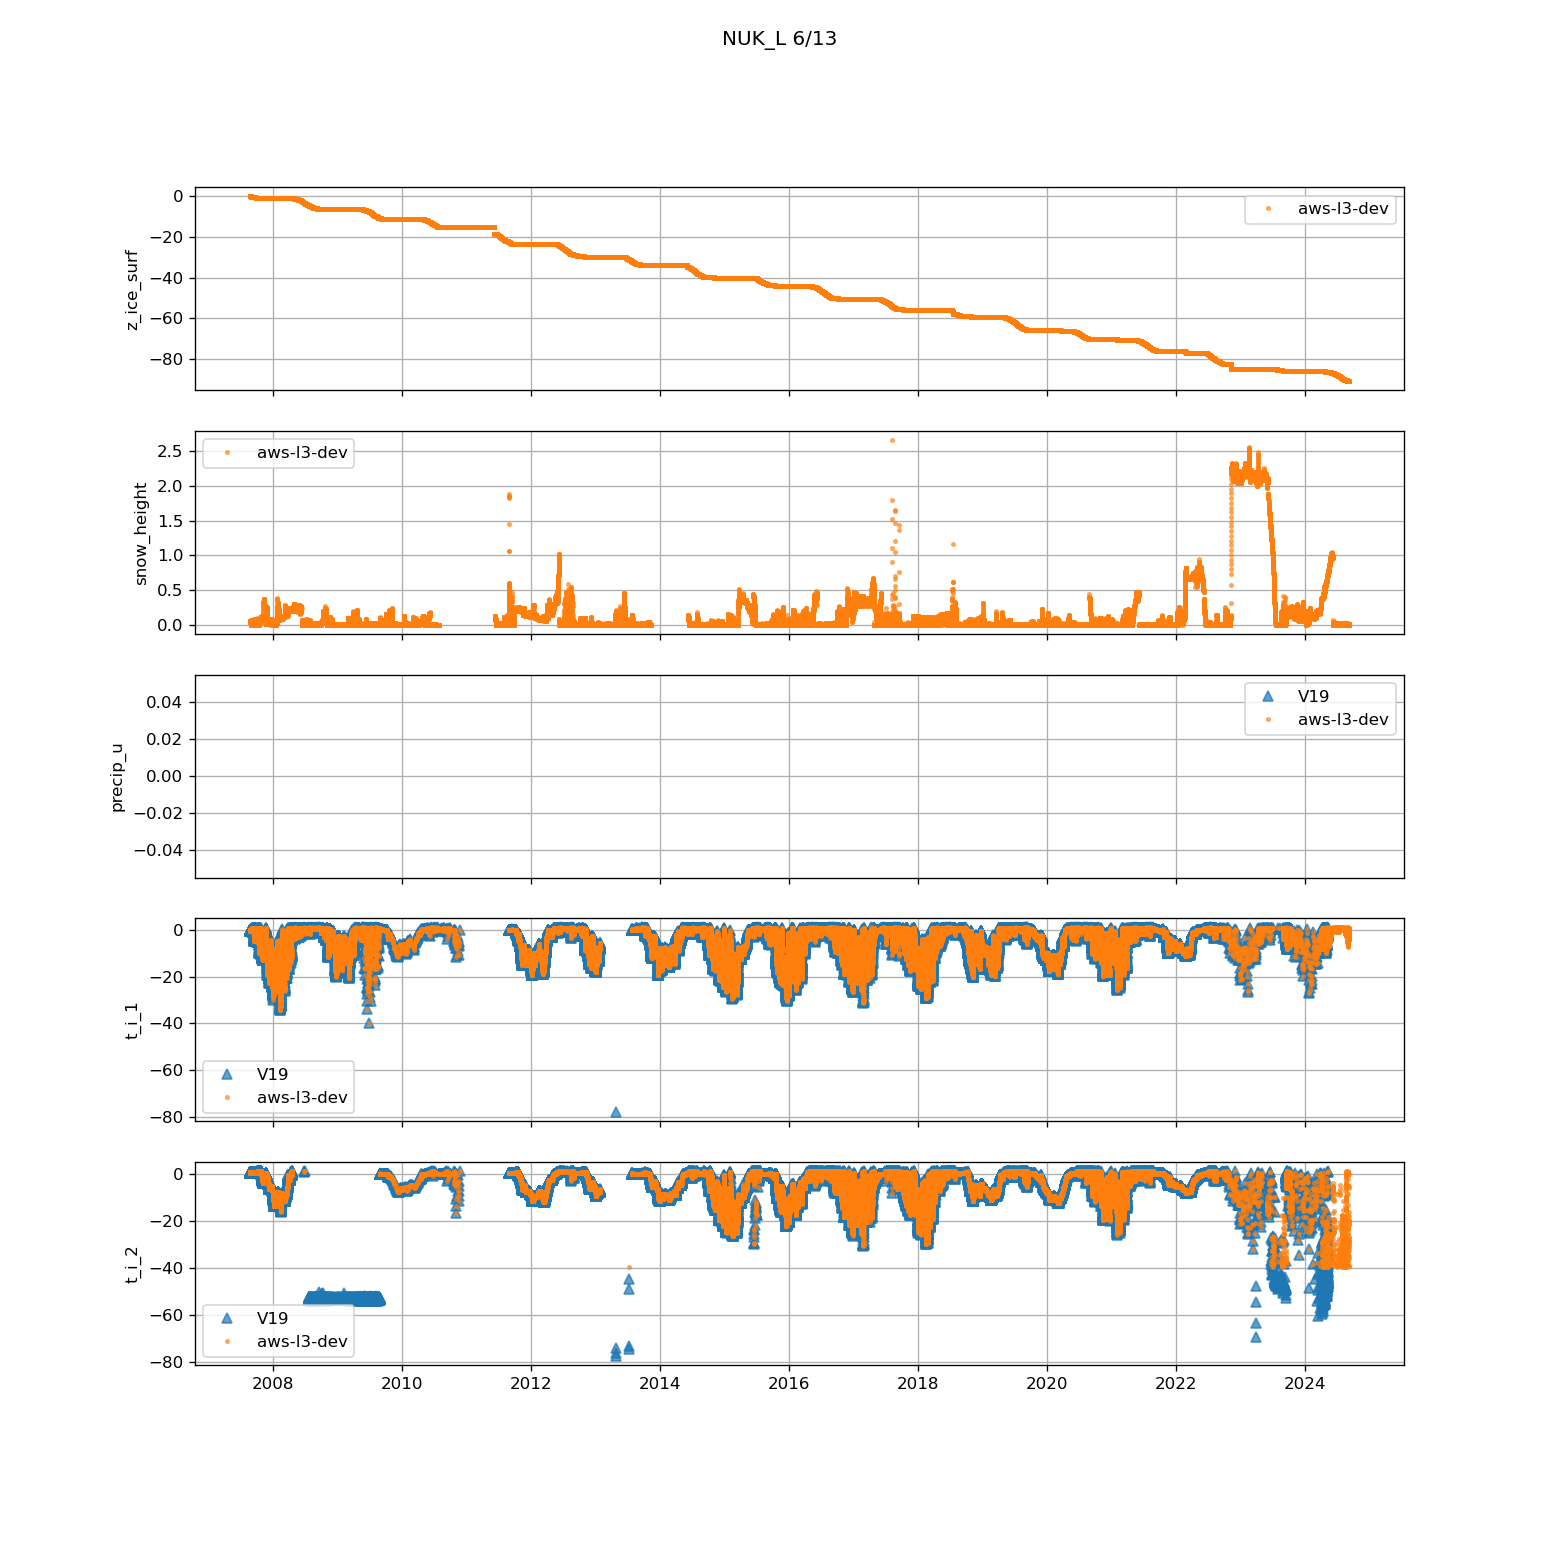 NUK_L 6/13
0
−20
−40
−60
−80
z_ice_surf
aws-l3-dev
2.5
2.0
1.5
1.0
0.5
0.0
snow_height
aws-l3-dev
0.04
0.02
0.00
−0.02
−0.04
precip_u
V19
aws-l3-dev
0
−20
−40
−60
−80
t_i_1
V19
aws-l3-dev
0
−20
−40
−60
−80
t_i_2
V19
aws-l3-dev
2008 2010 2012 2014 2016 2018 2020 2022 2024